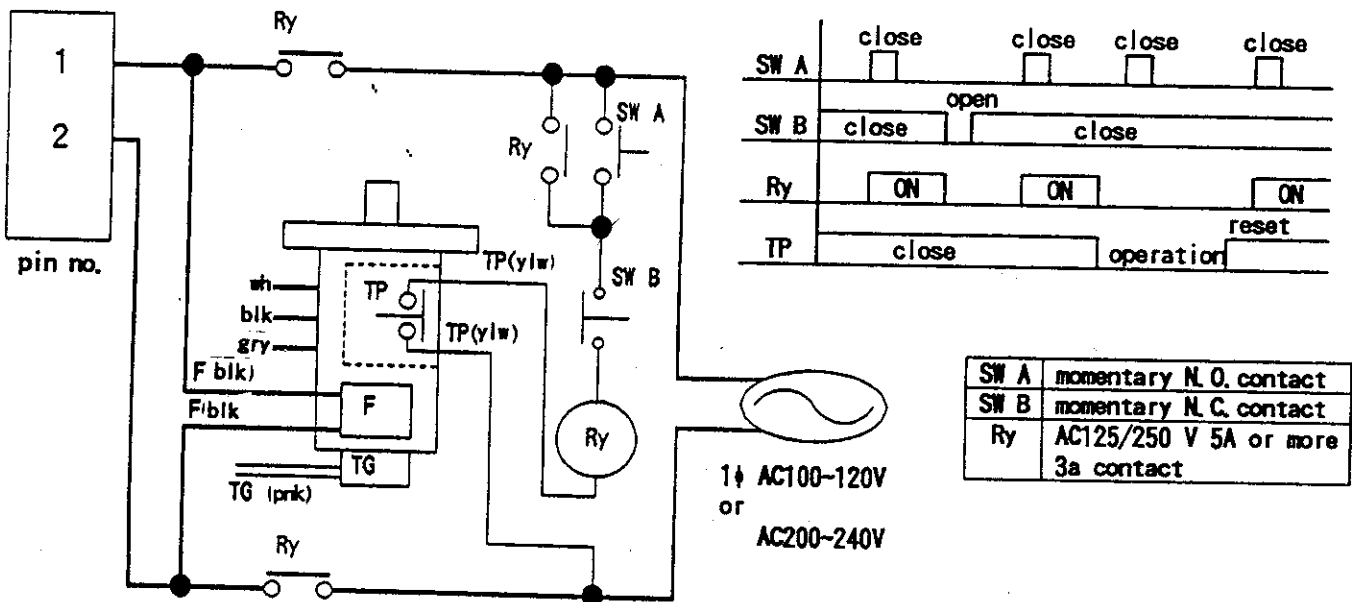 1
2
pin no.
Ry
Ry
SW A
SW B
TP(ylw)
TP
TP(ylw)
wh
blk
gry
F blk)
F(blk
F
TG
TG (pnk)
Ry
Ry
1ϕ AC100~120V
or
AC200~240V
close close close close
SW A
open
SW B close close
Ry ON ON ON
reset
TP close operation
SW A momentary N.O. contact
SW B momentary N.C. contact
Ry AC125/250 V 5A or more
3a contact